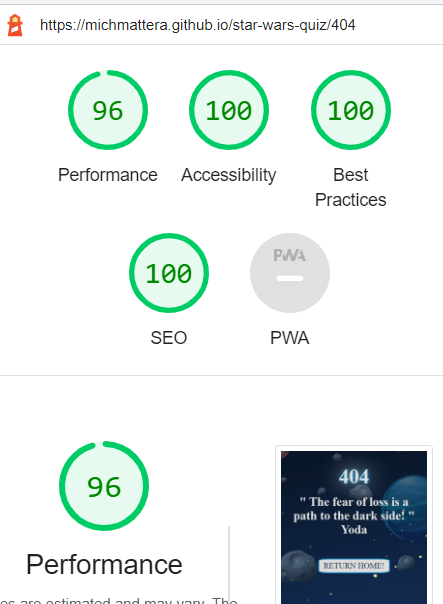 https://michmattera.github.io/star-wars-quiz/404
96
100
100
Performance
Accessibility
Best
Practices
100
PWA
SEO
PWA
96
Performance
es are estimated and may vary. The
404
" The fear of loss is a
path to the dark side! "
Yoda
RETURN HOME!